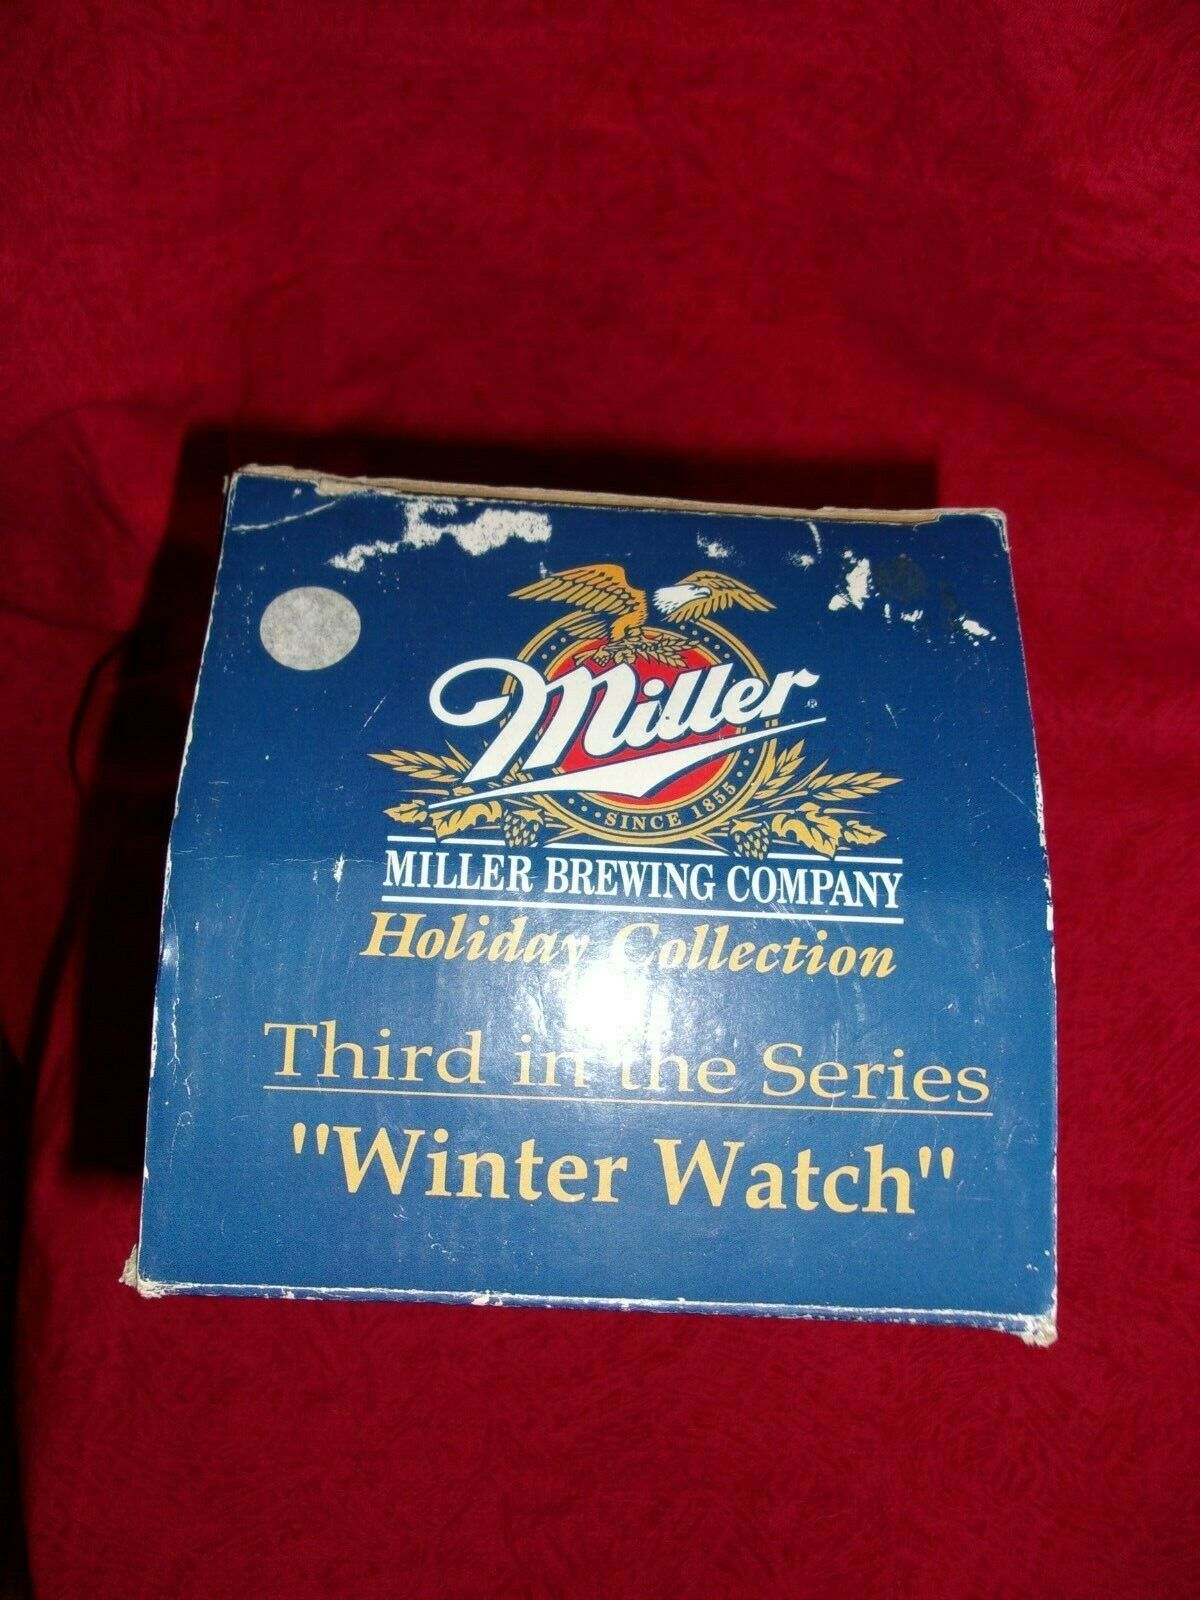 Miller®
SINCE 1855
MILLER BREWING COMPANY
Holiday Collection
Third in the Series
"Winter Watch"